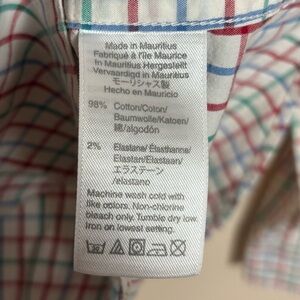 Made in Mauritius
Fabriqué à l'île Maurice
In Mauritius Hergestellt
Vervaardigd in Mauritius
モーリシャス製
Hecho en Mauricio
98% Cotton/Coton/
Baumwolle/Katoen/
綿/algodón
2% Elastane/Élasthanne/
Elastan/Elastaan/
エラステーン
/elastano
Machine wash cold with
like colors. Non-chlorine
bleach only. Tumble dry low.
Iron on lowest setting.